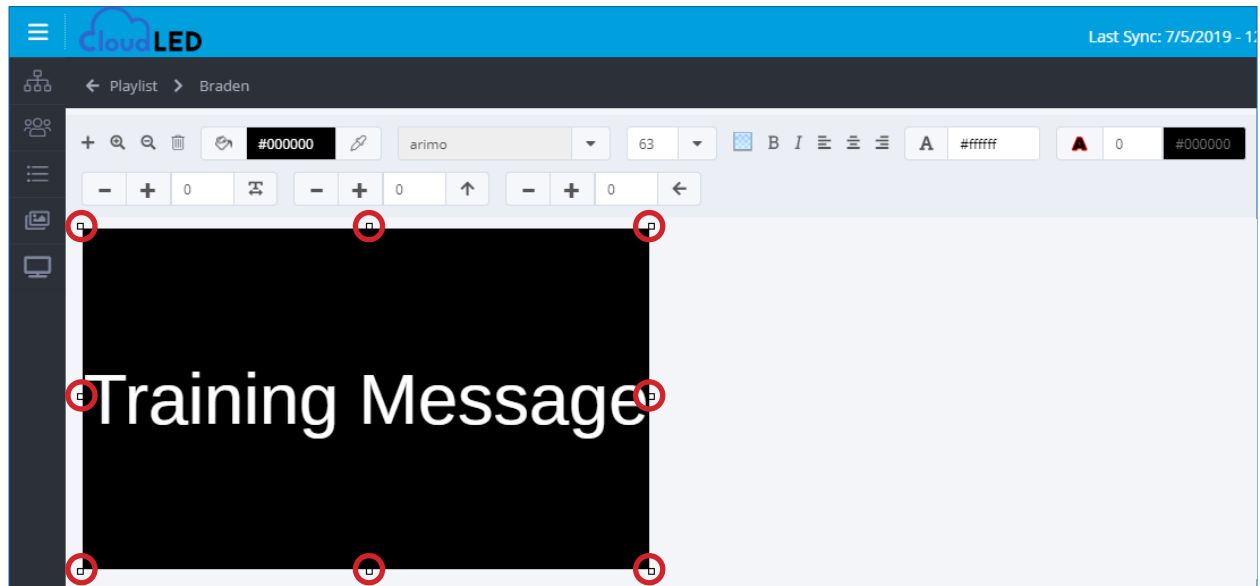 CloudLED
Last Sync: 7/5/2019 - 1
Playlist
Braden
#000000
arimo
63
B I
A
#ffffff
A
0
#000000
0
0
0
Training Message